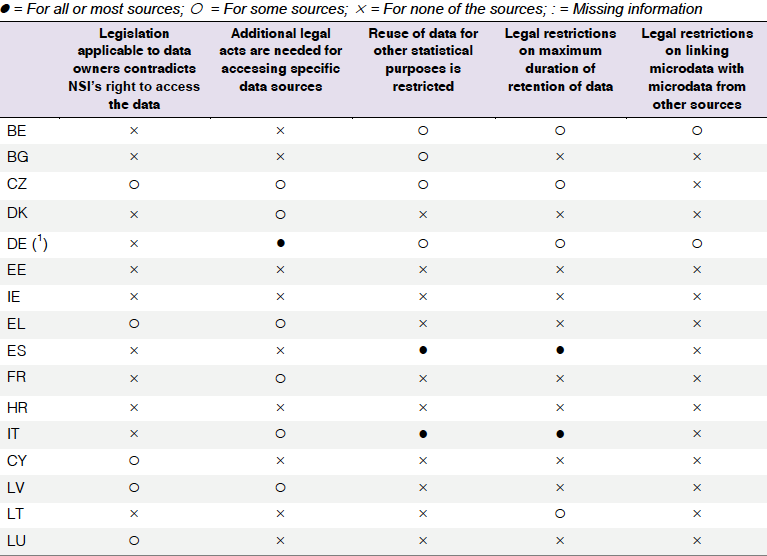 ● = For all or most sources; ○ = For some sources; × = For none of the sources; : = Missing information
Legislation applicable to data owners contradicts NSI's right to access the data | Additional legal acts are needed for accessing specific data sources | Reuse of data for other statistical purposes is restricted | Legal restrictions on maximum duration of retention of data | Legal restrictions on linking microdata with microdata from other sources
BE × × ○ ○ ○
BG × × ○ × ×
CZ ○ ○ ○ ○ ×
DK × ○ × × ×
DE (¹) × ● ○ ○ ○
EE × × × × ×
IE × × × × ×
EL ○ ○ × × ×
ES × × ● ● ×
FR × ○ × × ×
HR × × × × ×
IT × ○ ● ● ×
CY ○ × × × ×
LV ○ ○ × × ×
LT × × × ○ ×
LU ○ × × × ×